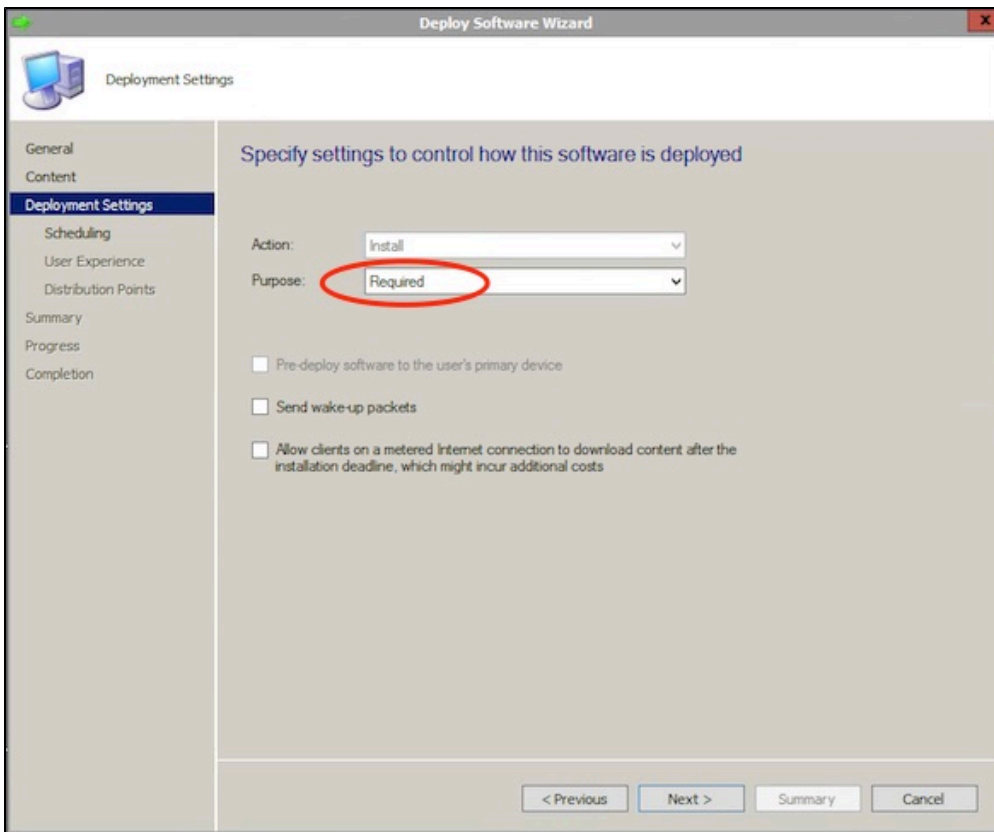 Deploy Software Wizard
x
Deployment Settings
General
Content
Deployment Settings
Scheduling
User Experience
Distribution Points
Summary
Progress
Completion
Specify settings to control how this software is deployed
Action: Install
Purpose: Required
Pre-deploy software to the user's primary device
Send wake-up packets
Allow clients on a metered Internet connection to download content after the
installation deadline, which might incur additional costs
< Previous Next > Summary Cancel